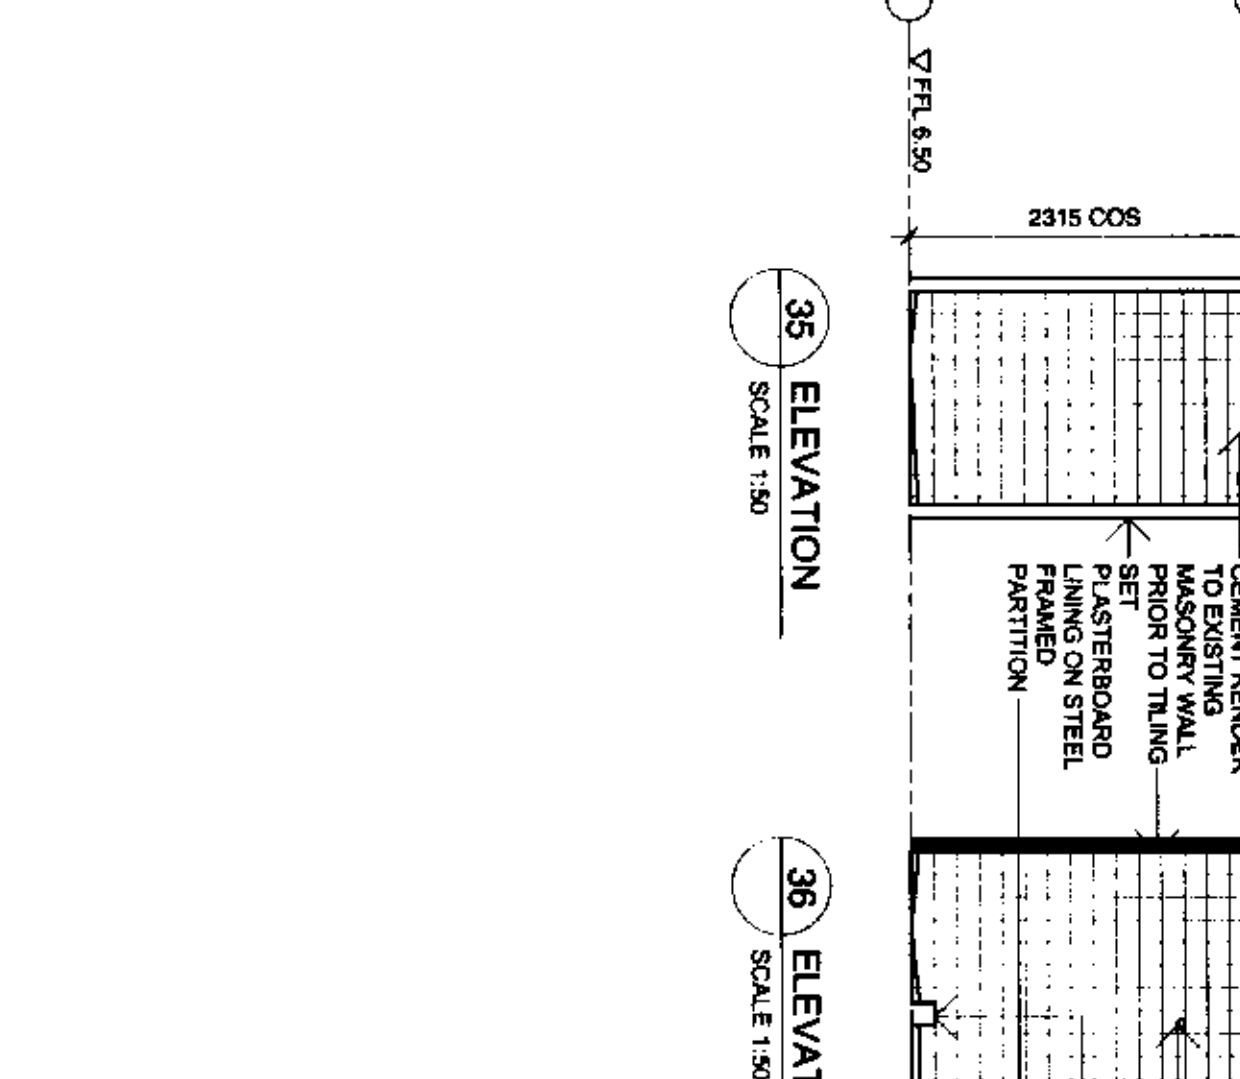 ▽FFL 6.50
2315 COS
35
ELEVATION
SCALE 1:50
TO EXISTING
MASONRY WALL
PRIOR TO TILING
SET
PLASTERBOARD
LINING ON STEEL
FRAMED
PARTITION
36
SCALE 1:50